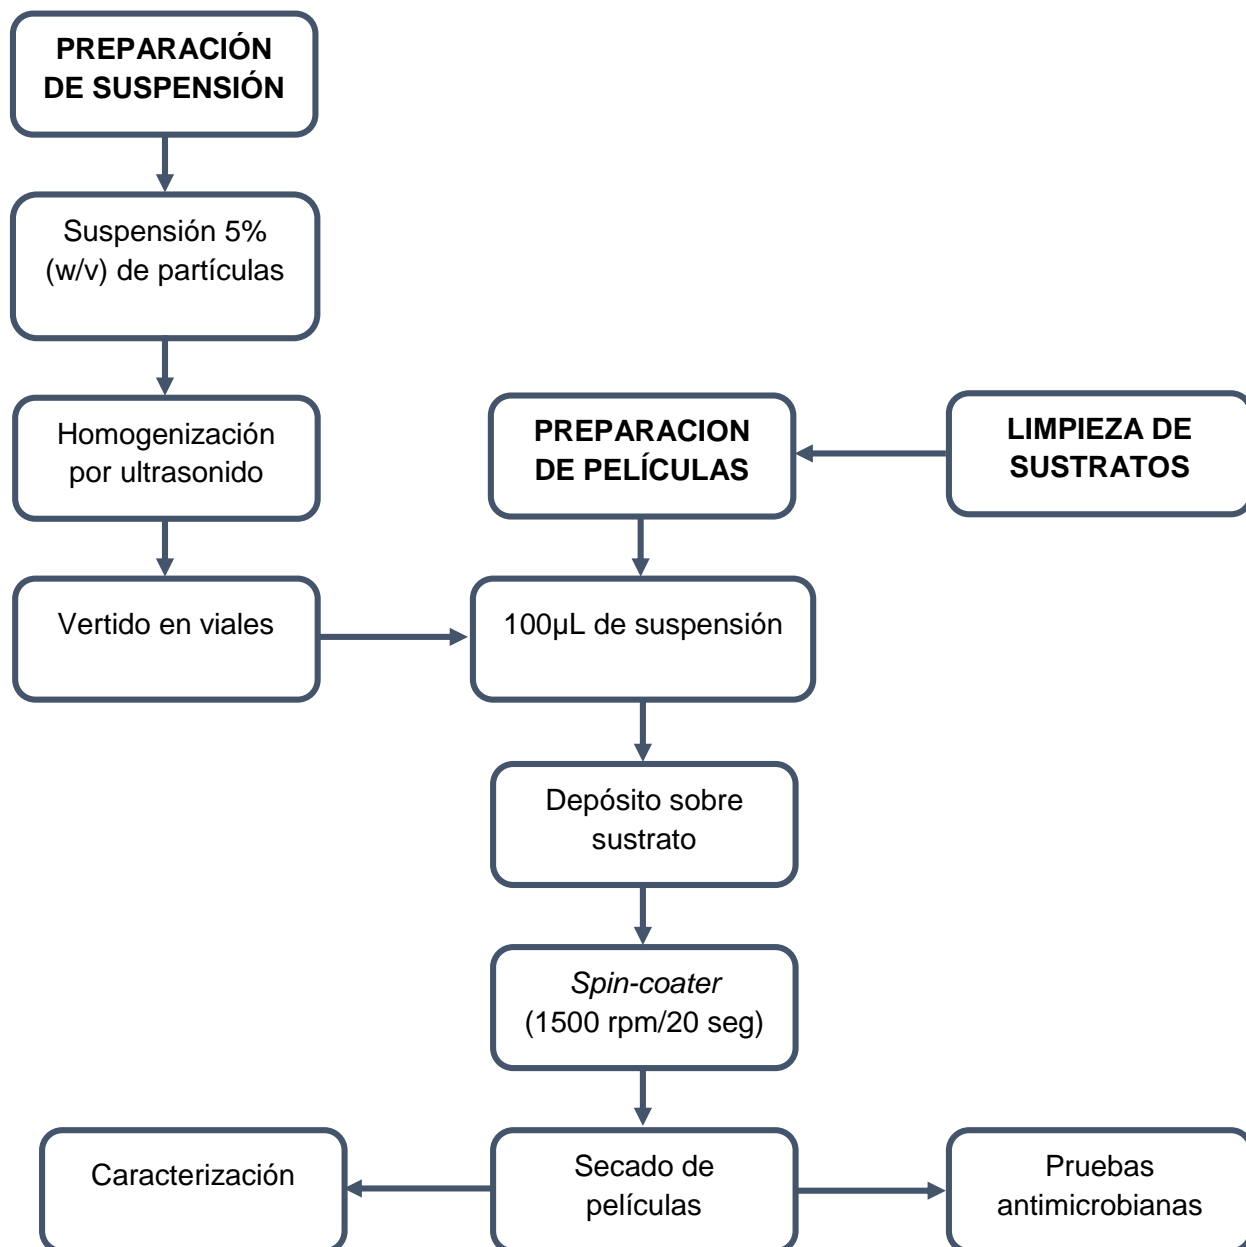 PREPARACIÓN
DE SUSPENSIÓN
Suspensión 5%
(w/v) de partículas
Homogenización
por ultrasonido
Vertido en viales
PREPARACION
DE PELÍCULAS
LIMPIEZA DE
SUSTRATOS
100µL de suspensión
Depósito sobre
sustrato
Spin-coater
(1500 rpm/20 seg)
Secado de
películas
Caracterización
Pruebas
antimicrobianas